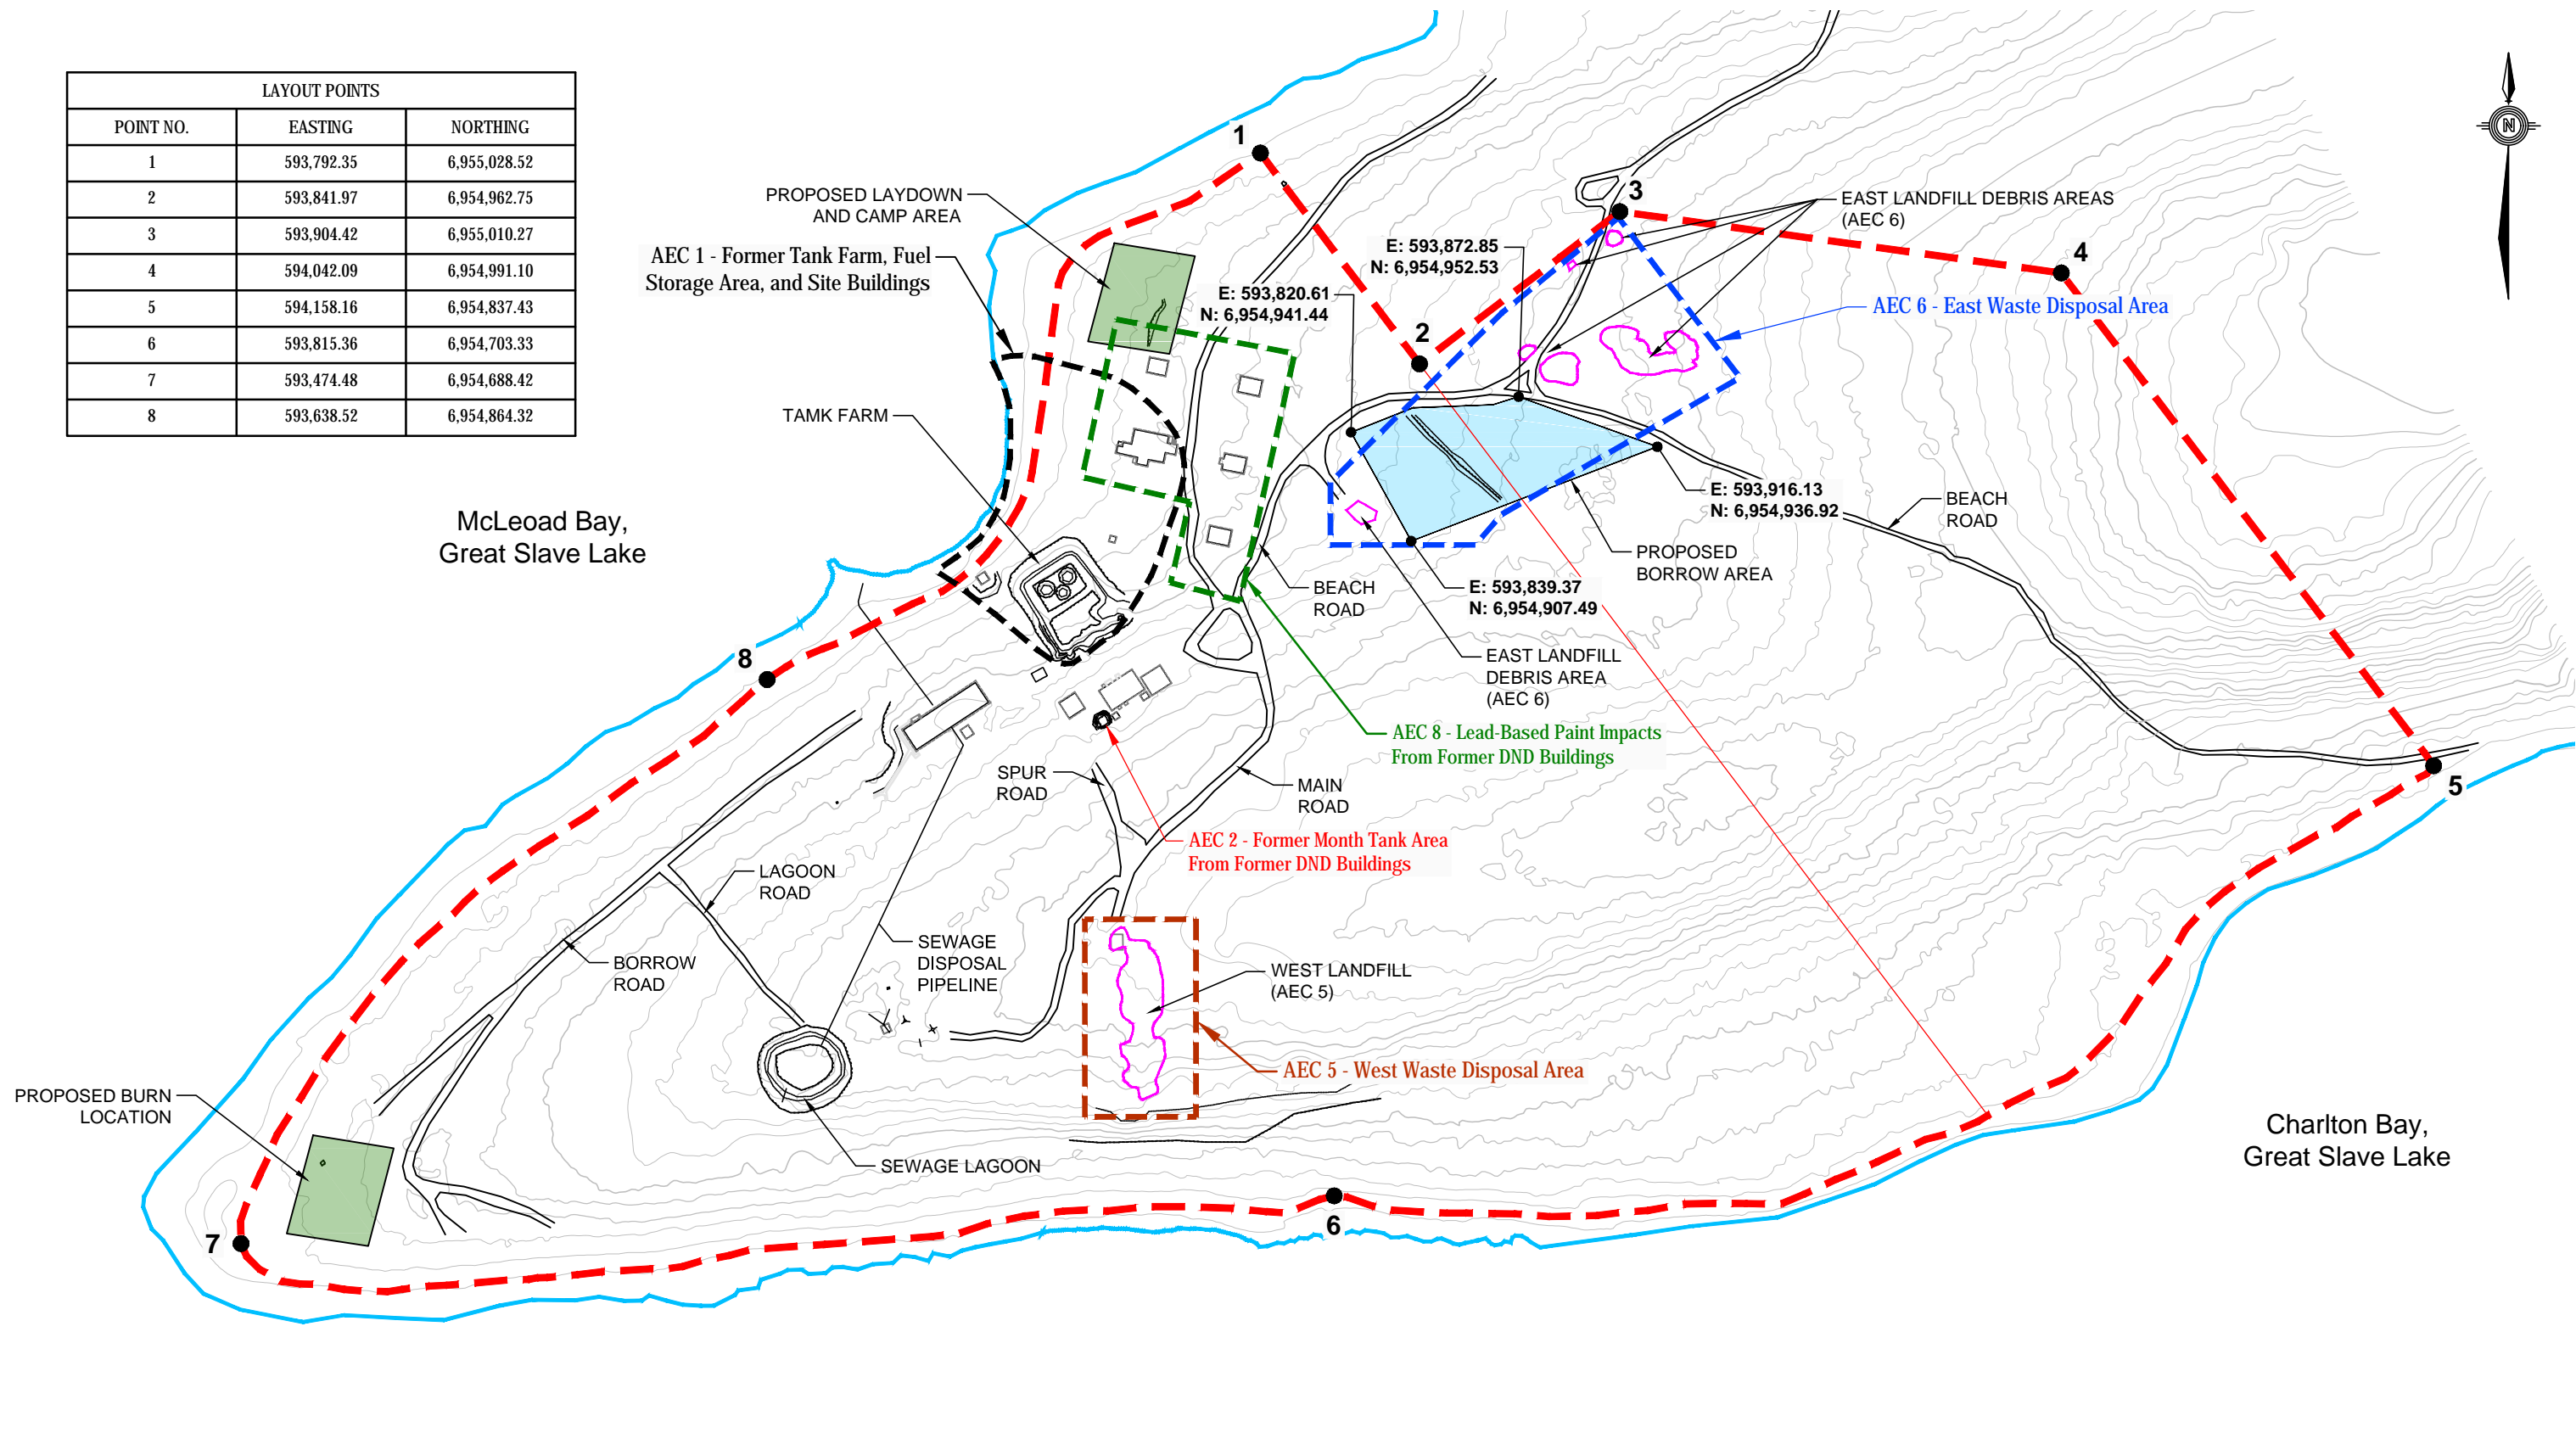 LAYOUT POINTS
POINT NO. EASTING NORTHING
1 593,792.35 6,955,028.52
2 593,841.97 6,954,962.75
3 593,904.42 6,955,010.27
4 594,042.09 6,954,991.10
5 594,158.16 6,954,837.43
6 593,815.36 6,954,703.33
7 593,474.48 6,954,688.42
8 593,638.52 6,954,864.32
N
1
PROPOSED LAYDOWN
AND CAMP AREA
3
EAST LANDFILL DEBRIS AREAS
(AEC 6)
4
AEC 1 - Former Tank Farm, Fuel
Storage Area, and Site Buildings
E: 593,872.85
N: 6,954,952.53
E: 593,820.61
N: 6,954,941.44
AEC 6 - East Waste Disposal Area
2
TAMK FARM
McLeoad Bay,
Great Slave Lake
E: 593,916.13
N: 6,954,936.92
BEACH
ROAD
PROPOSED
BORROW AREA
BEACH
ROAD
E: 593,839.37
N: 6,954,907.49
8
EAST LANDFILL
DEBRIS AREA
(AEC 6)
AEC 8 - Lead-Based Paint Impacts
From Former DND Buildings
SPUR
ROAD
MAIN
ROAD
5
AEC 2 - Former Month Tank Area
From Former DND Buildings
LAGOON
ROAD
SEWAGE
DISPOSAL
PIPELINE
BORROW
ROAD
WEST LANDFILL
(AEC 5)
AEC 5 - West Waste Disposal Area
PROPOSED BURN
LOCATION
SEWAGE LAGOON
Charlton Bay,
Great Slave Lake
6
7